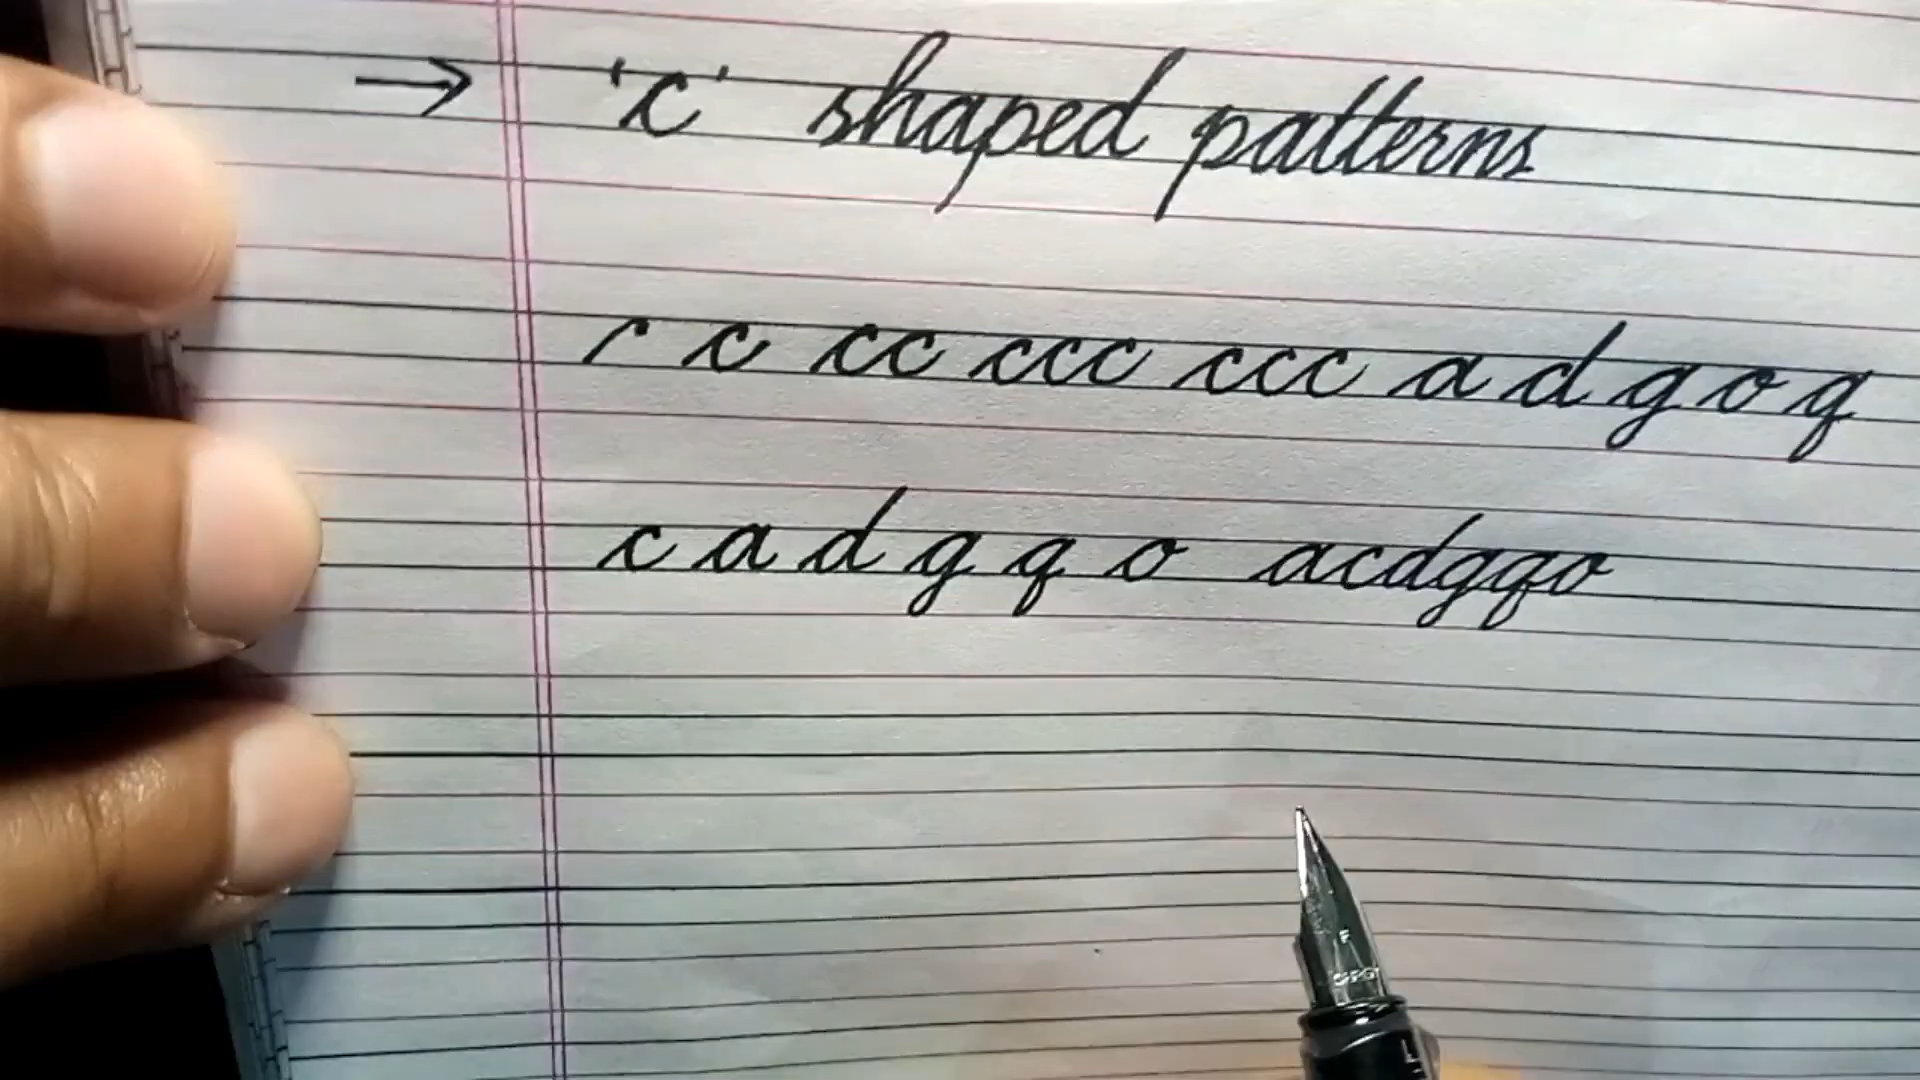 → 'c' shaped patterns
c cc ccc ccc a d g o q
c a d g q o acdgqo
F